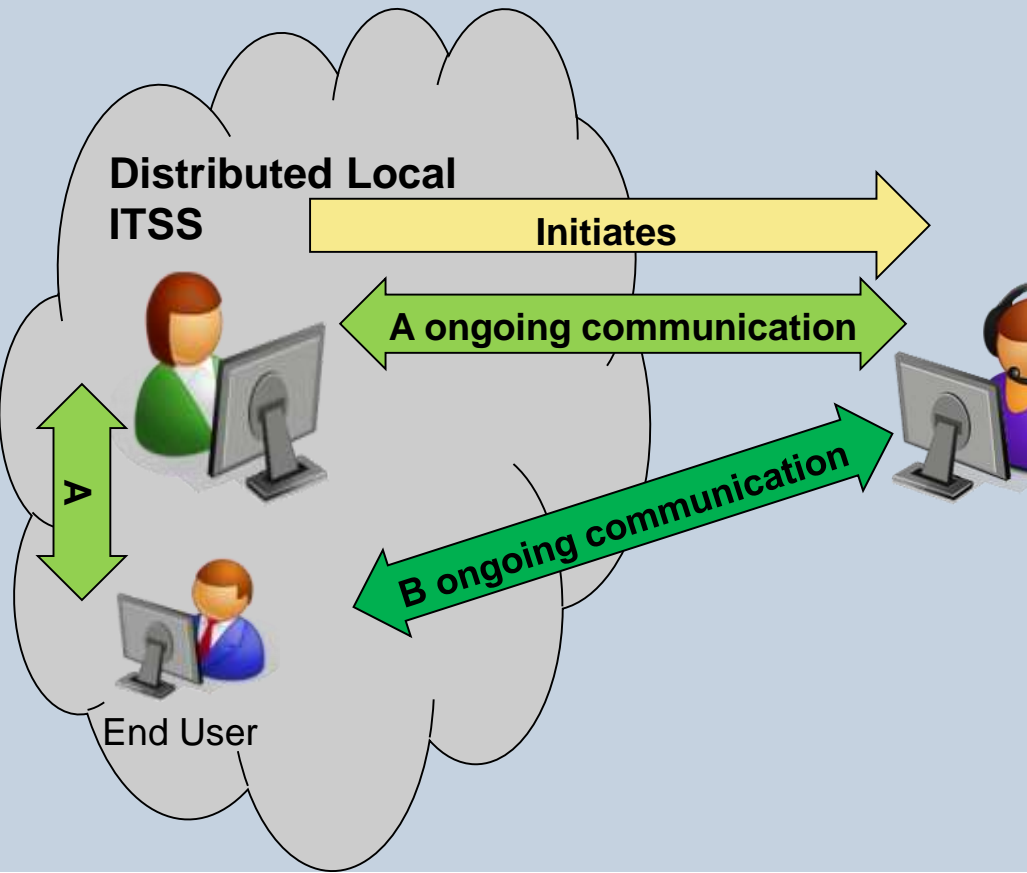 Distributed Local
ITSS
Initiates
A ongoing communication
A
B ongoing communication
End User